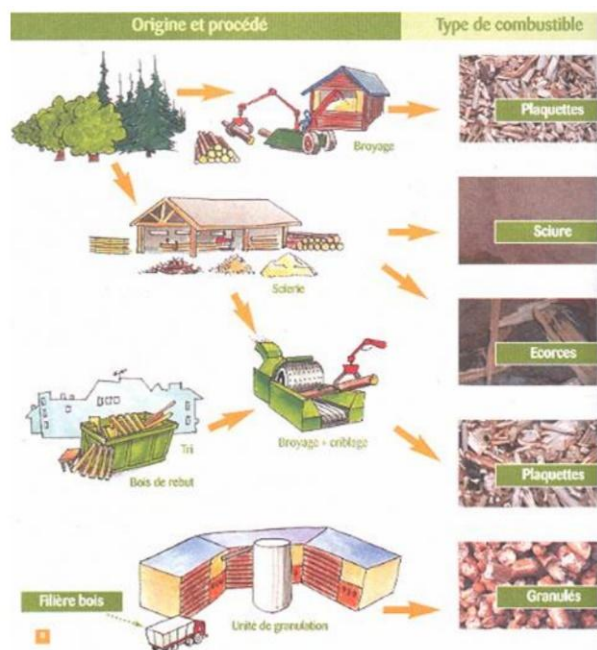 Origine et procédé
Type de combustible
Plaquettes
Broyage
Sciure
Scierie
Ecorces
Broyage + criblage
Tri
Bois de rebut
Plaquettes
Granulés
Filière bois
Unité de granulation